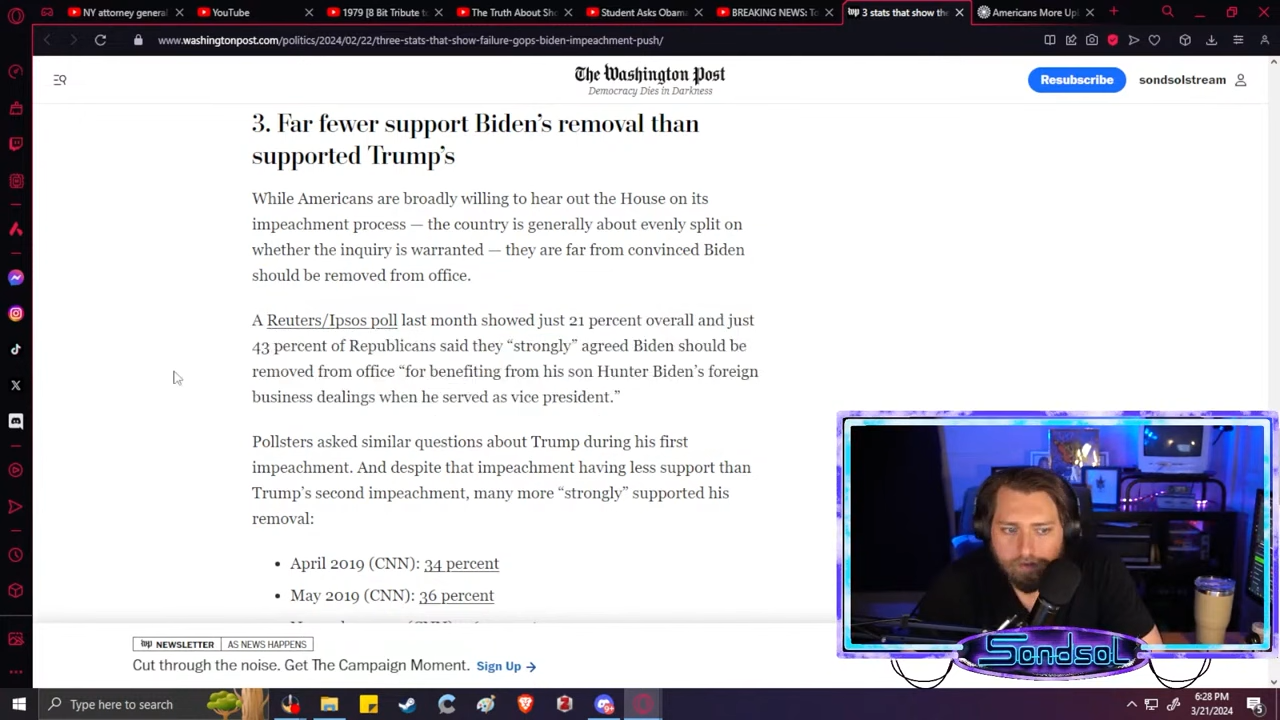 NY attorney general
YouTube
1979 [8 Bit Tribute to
The Truth About Sh
Student Asks Obama
BREAKING NEWS: To
3 stats that show the
Americans More Up
www.washingtonpost.com/politics/2024/02/22/three-stats-that-show-failure-gops-biden-impeachment-push/
The Washington Post
Democracy Dies in Darkness
Resubscribe
sondsolstream
3. Far fewer support Biden's removal than
supported Trump's
While Americans are broadly willing to hear out the House on its
impeachment process — the country is generally about evenly split on
whether the inquiry is warranted — they are far from convinced Biden
should be removed from office.
A Reuters/Ipsos poll last month showed just 21 percent overall and just
43 percent of Republicans said they “strongly” agreed Biden should be
removed from office “for benefiting from his son Hunter Biden’s foreign
business dealings when he served as vice president.”
Pollsters asked similar questions about Trump during his first
impeachment. And despite that impeachment having less support than
Trump’s second impeachment, many more “strongly” supported his
removal:
• April 2019 (CNN): 34 percent
• May 2019 (CNN): 36 percent
wp NEWSLETTER AS NEWS HAPPENS
Cut through the noise. Get The Campaign Moment. Sign Up →
Sondsol
Type here to search
6:28 PM
3/21/2024
5